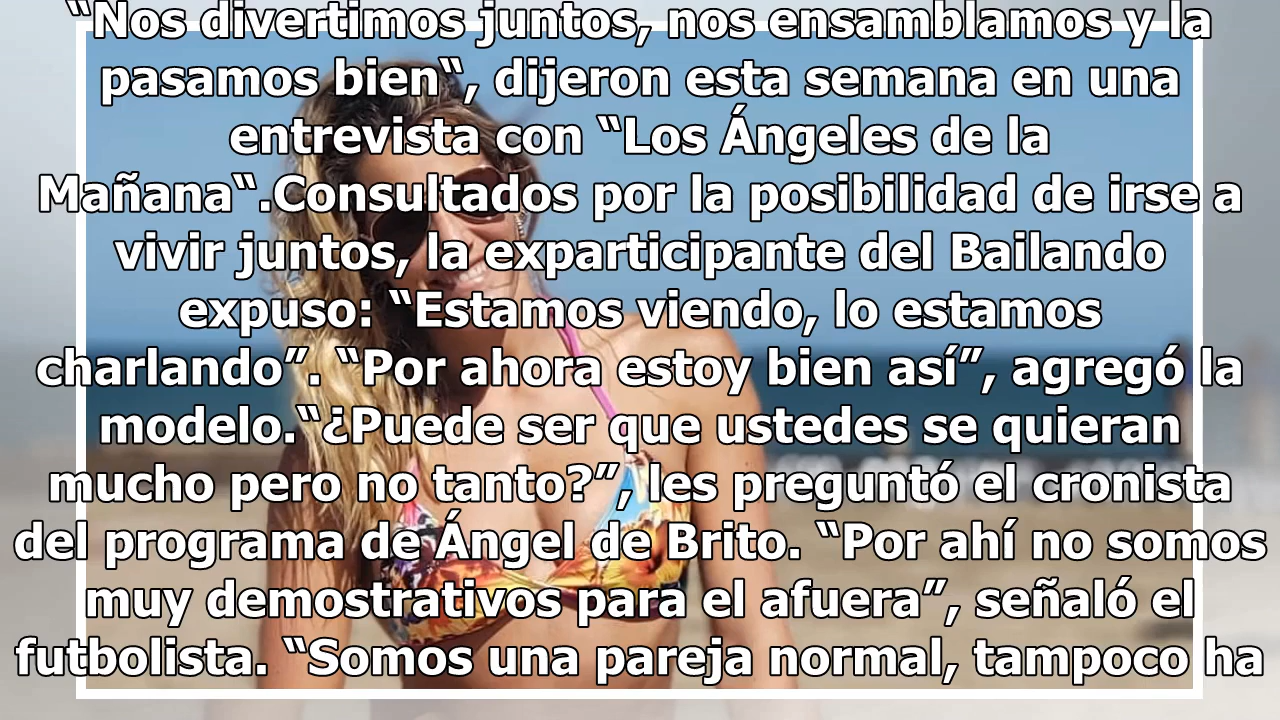 “Nos divertimos juntos, nos ensamblamos y la
pasamos bien“, dijeron esta semana en una
entrevista con “Los Ángeles de la
Mañana“.Consultados por la posibilidad de irse a
vivir juntos, la exparticipante del Bailando
expuso: “Estamos viendo, lo estamos
charlando”. “Por ahora estoy bien así”, agregó la
modelo.“¿Puede ser que ustedes se quieran
mucho pero no tanto?”, les preguntó el cronista
del programa de Ángel de Brito. “Por ahí no somos
muy demostrativos para el afuera”, señaló el
futbolista. “Somos una pareja normal, tampoco ha